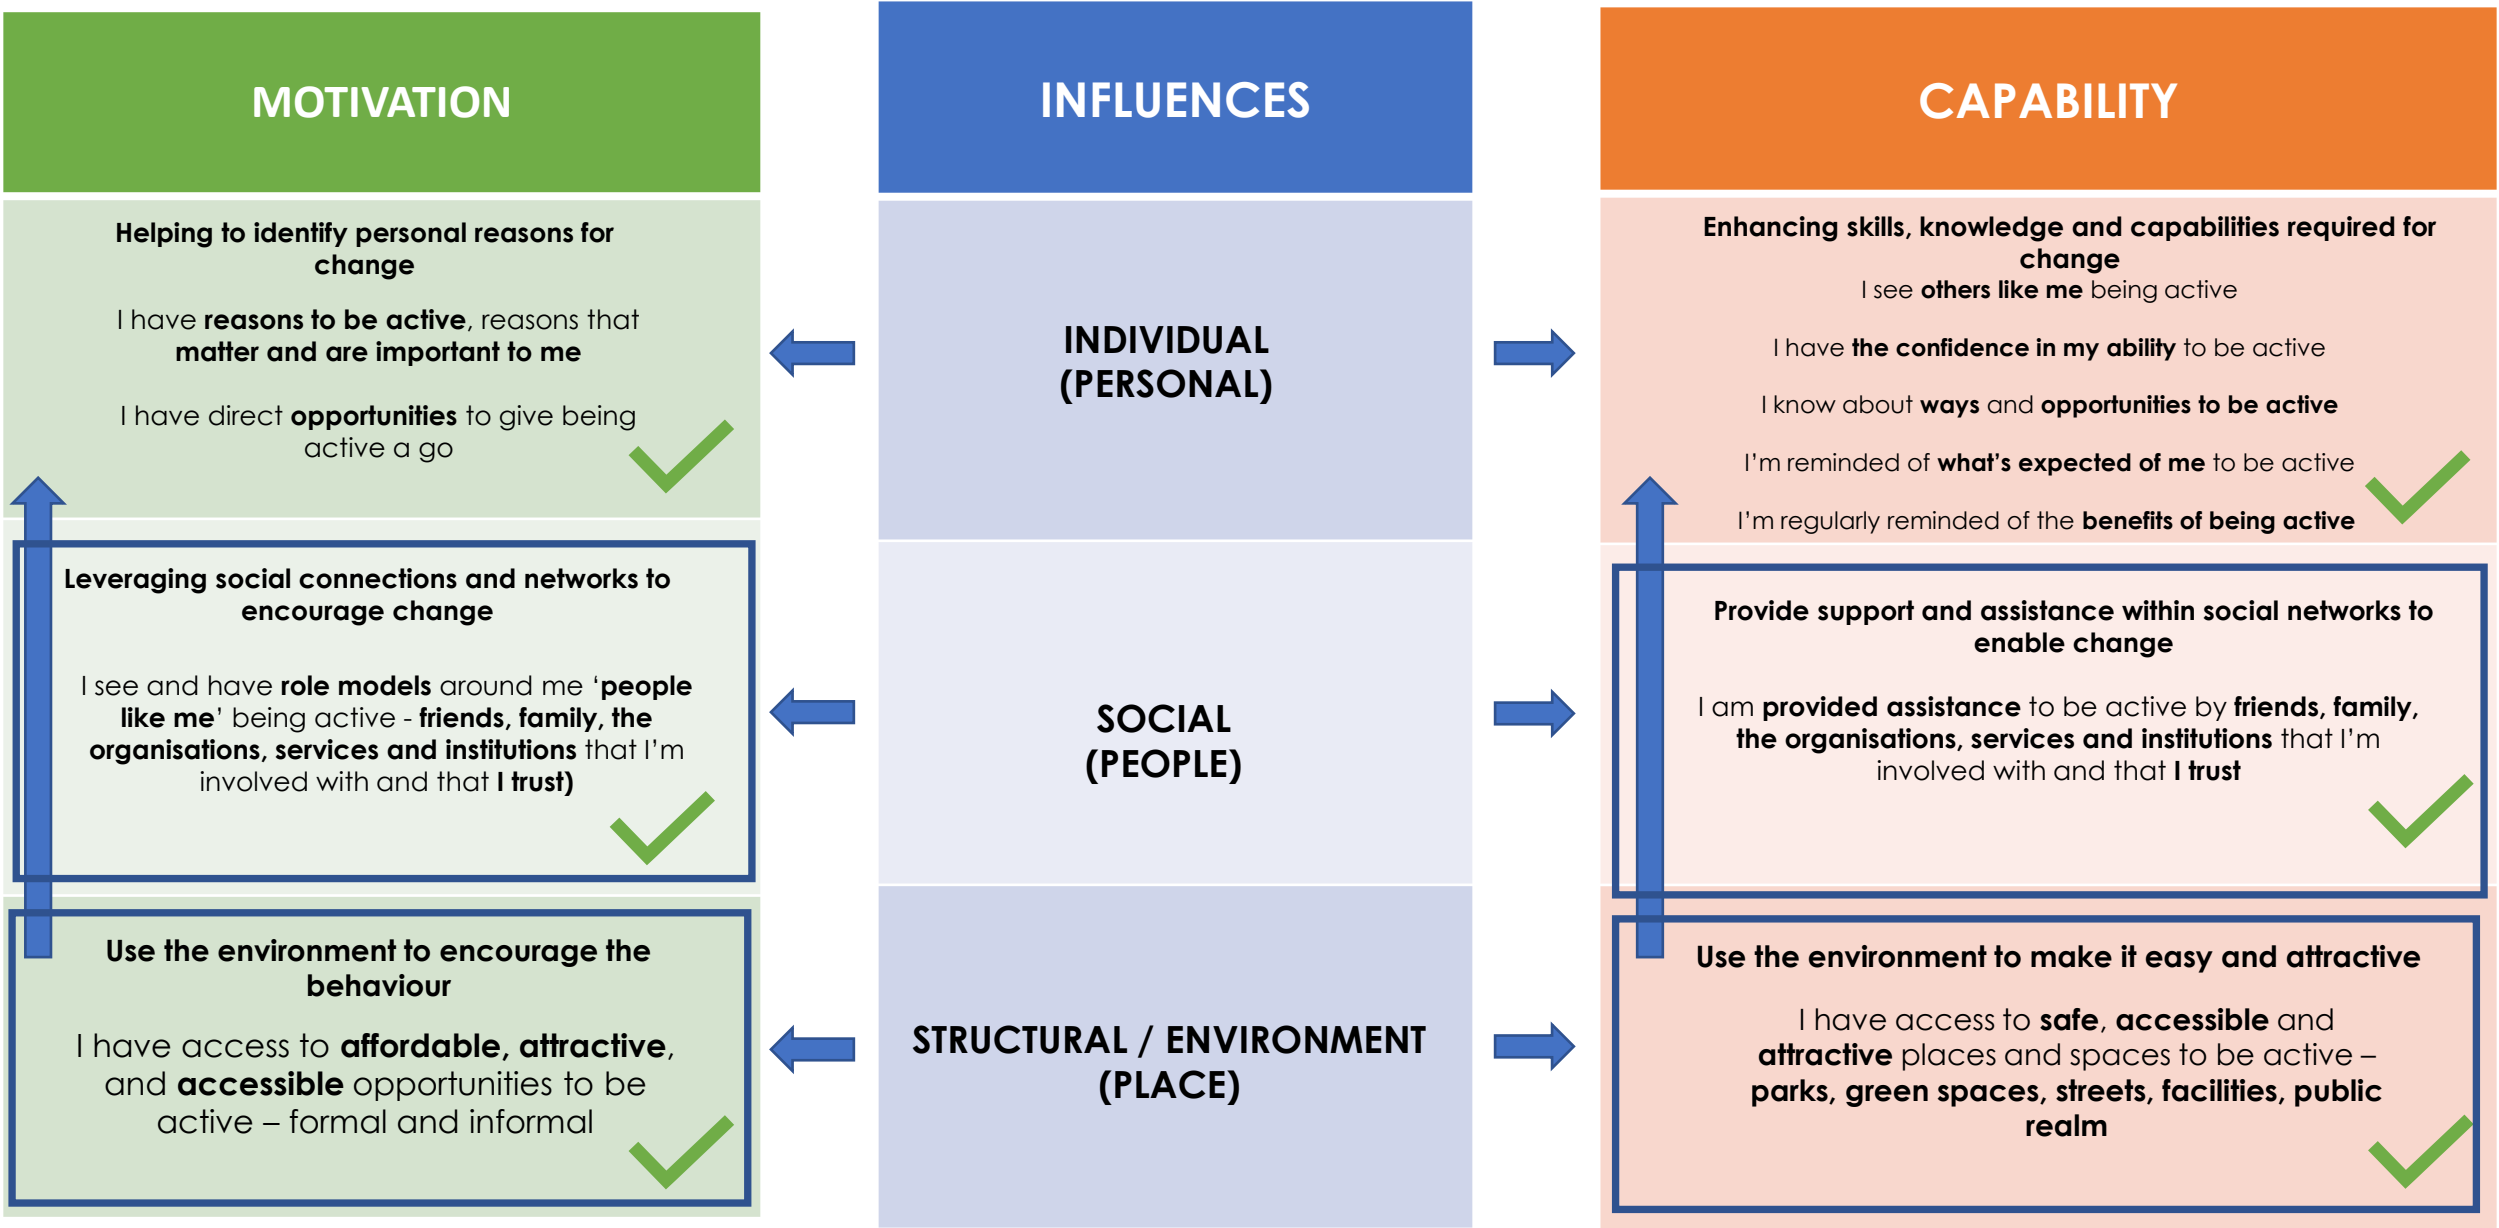 MOTIVATION
INFLUENCES
CAPABILITY
Helping to identify personal reasons for
change
I have reasons to be active, reasons that
matter and are important to me
I have direct opportunities to give being
active a go
INDIVIDUAL
(PERSONAL)
Enhancing skills, knowledge and capabilities required for
change
I see others like me being active
I have the confidence in my ability to be active
I know about ways and opportunities to be active
I'm reminded of what's expected of me to be active
I'm regularly reminded of the benefits of being active
Leveraging social connections and networks to
encourage change
I see and have role models around me ‘people
like me’ being active - friends, family, the
organisations, services and institutions that I'm
involved with and that I trust)
SOCIAL
(PEOPLE)
Provide support and assistance within social networks to
enable change
I am provided assistance to be active by friends, family,
the organisations, services and institutions that I'm
involved with and that I trust
Use the environment to encourage the
behaviour
I have access to affordable, attractive,
and accessible opportunities to be
active – formal and informal
STRUCTURAL / ENVIRONMENT
(PLACE)
Use the environment to make it easy and attractive
I have access to safe, accessible and
attractive places and spaces to be active –
parks, green spaces, streets, facilities, public
realm